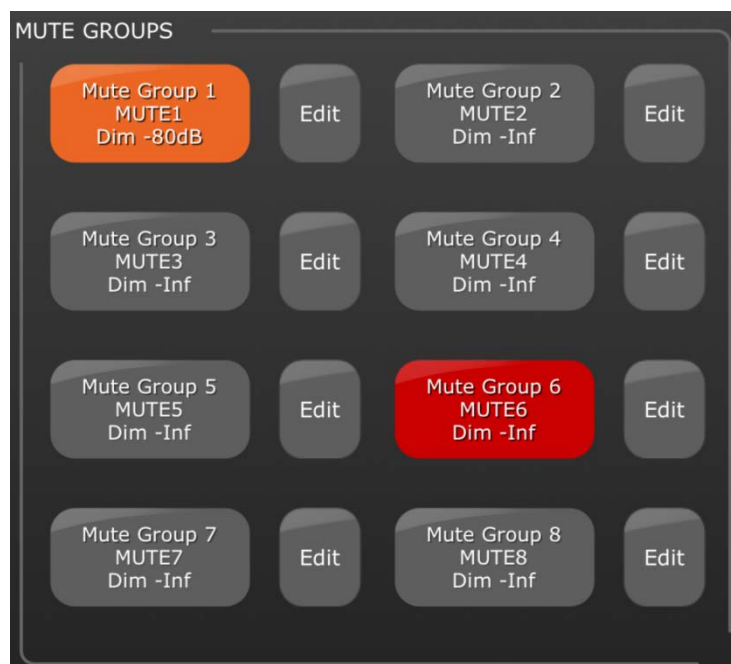 MUTE GROUPS
Mute Group 1
MUTE1
Dim -80dB
Edit
Mute Group 2
MUTE2
Dim -Inf
Edit
Mute Group 3
MUTE3
Dim -Inf
Edit
Mute Group 4
MUTE4
Dim -Inf
Edit
Mute Group 5
MUTE5
Dim -Inf
Edit
Mute Group 6
MUTE6
Dim -Inf
Edit
Mute Group 7
MUTE7
Dim -Inf
Edit
Mute Group 8
MUTE8
Dim -Inf
Edit